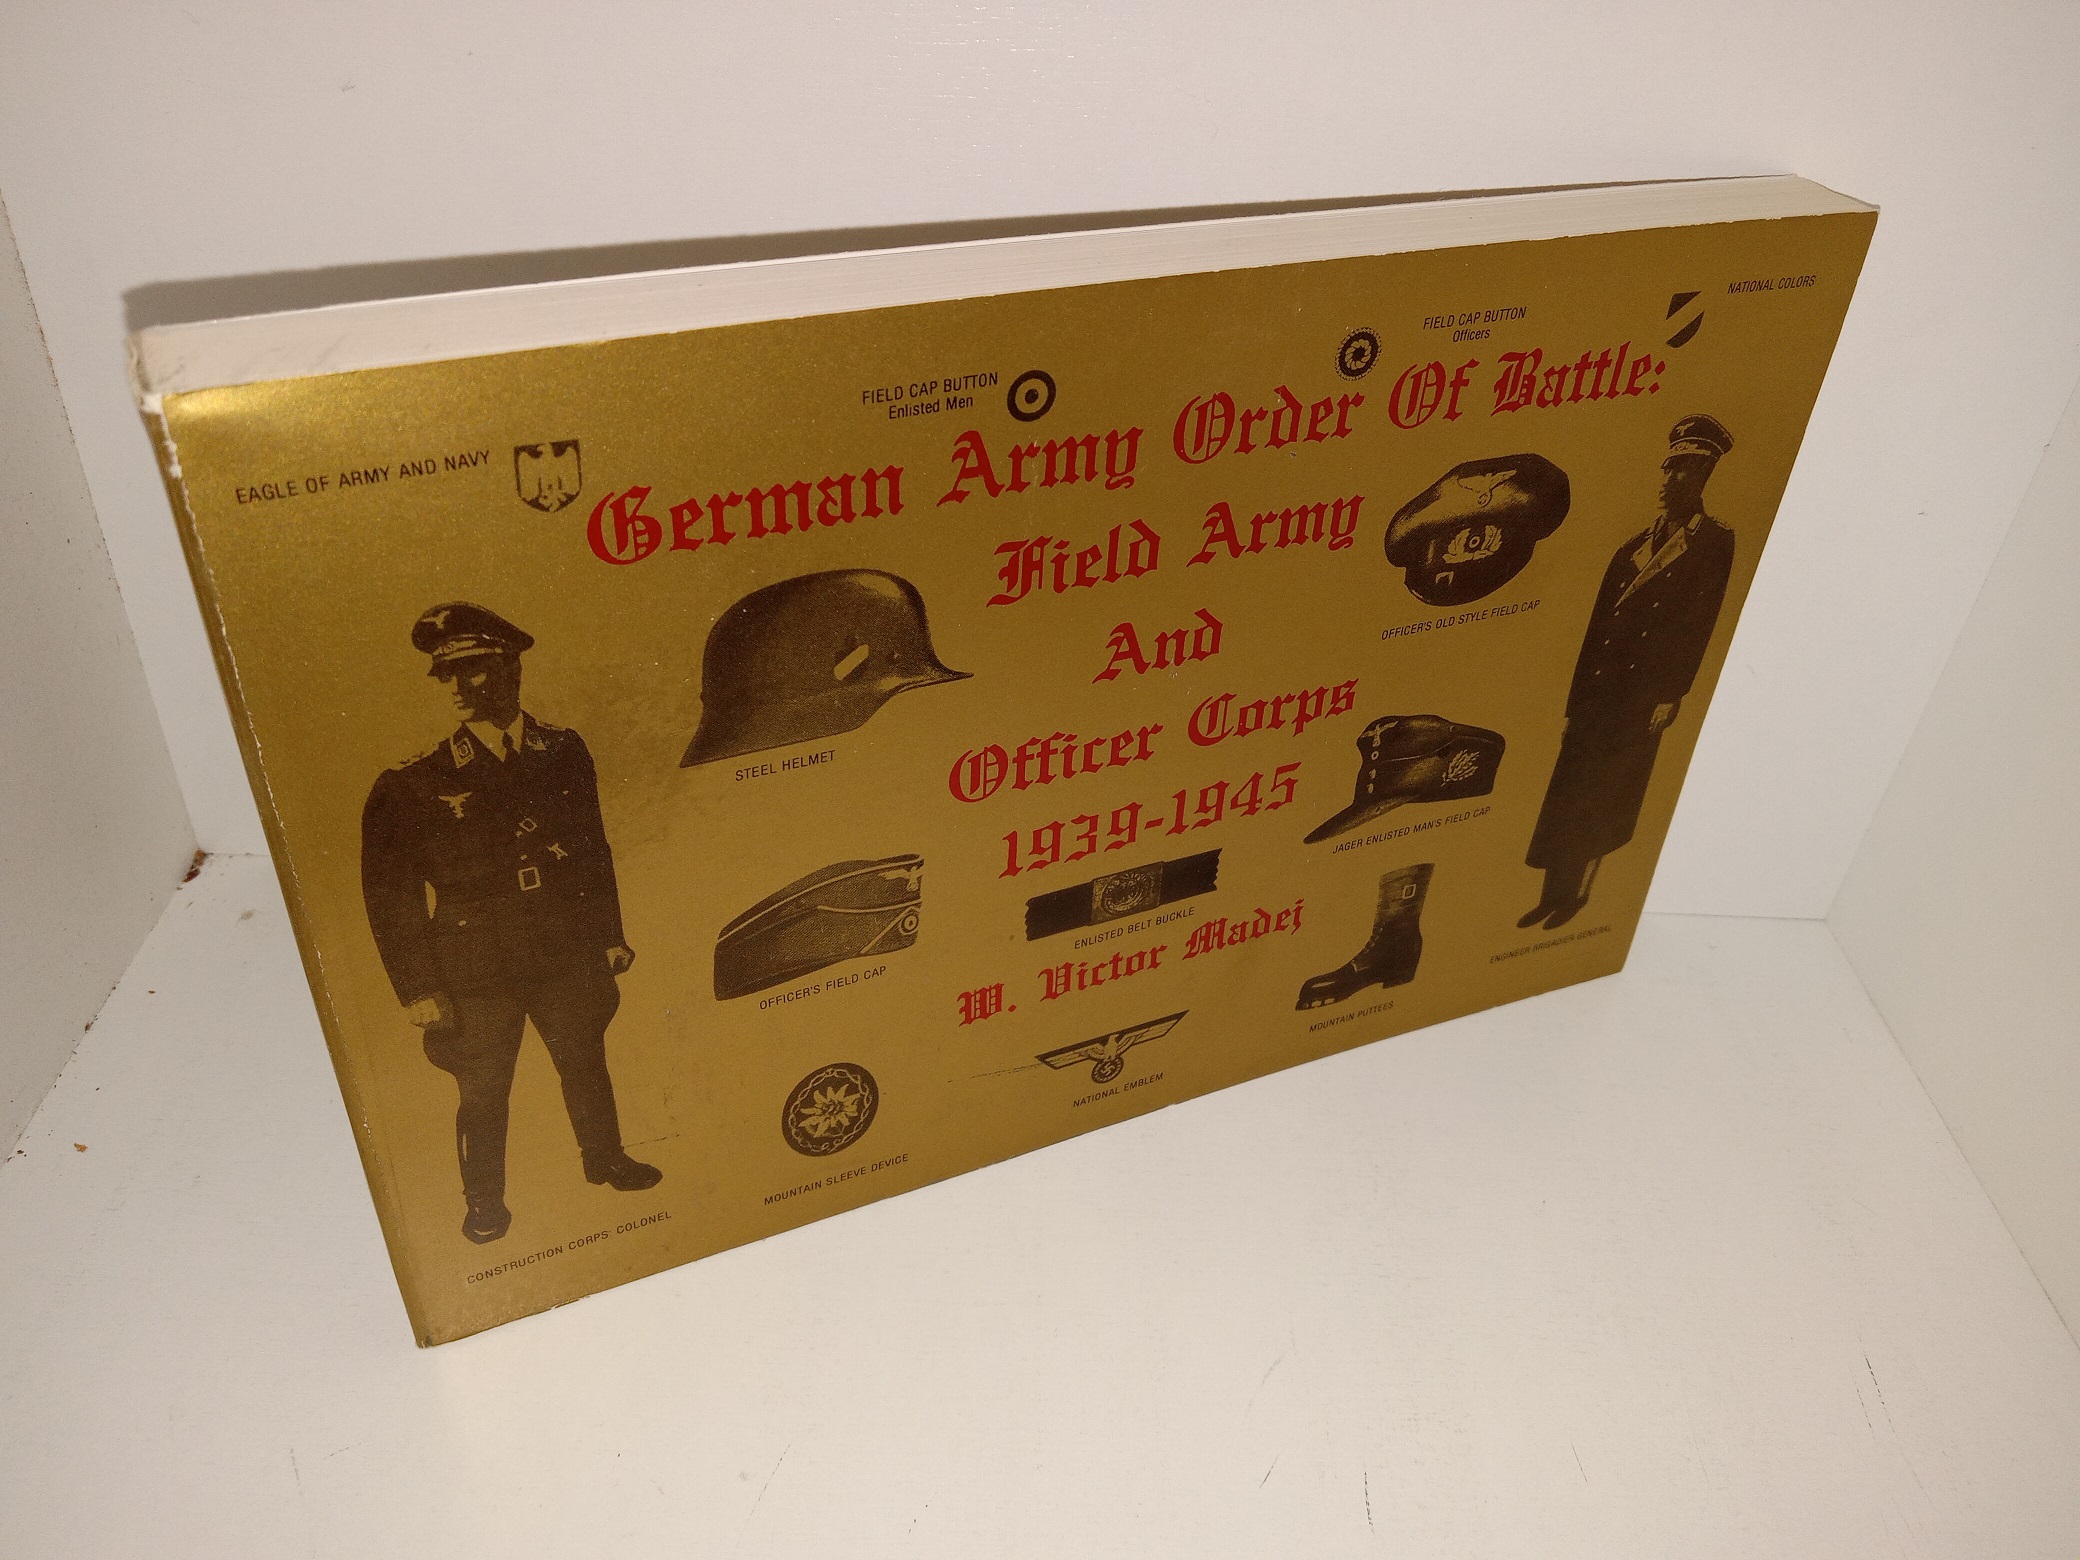 NATIONAL COLORS
FIELD CAP BUTTON
Officers
FIELD CAP BUTTON
Enlisted Men
EAGLE OF ARMY AND NAVY
German Army Order Of Battle:
Field Army
And
Officer Corps
1939-1945
W. Victor Madej
OFFICER'S OLD STYLE FIELD CAP
STEEL HELMET
JAGER ENLISTED MAN'S FIELD CAP
ENLISTED BELT BUCKLE
OFFICER'S FIELD CAP
ENGINEER BRIGADIER GENERAL
MOUNTAIN PUTTEES
NATIONAL EMBLEM
MOUNTAIN SLEEVE DEVICE
CONSTRUCTION CORPS: COLONEL